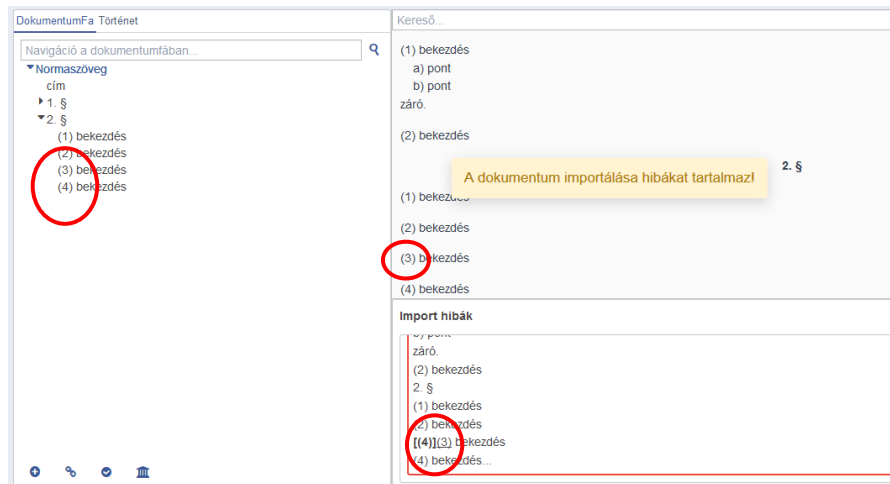 DokumentumFa Történet
Navigáció a dokumentumfában...
Normaszöveg
cím
1. §
2. §
(1) bekezdés
(2) bekezdés
(3) bekezdés
(4) bekezdés
Kereső...
(1) bekezdés
a) pont
b) pont
záró.
(2) bekezdés
2. §
A dokumentum importálása hibákat tartalmaz!
(1) bekezdés
(2) bekezdés
(3) bekezdés
(4) bekezdés
Import hibák
b) pont
záró.
(2) bekezdés
2. §
(1) bekezdés
(2) bekezdés
[(4)](3) bekezdés
(4) bekezdés...